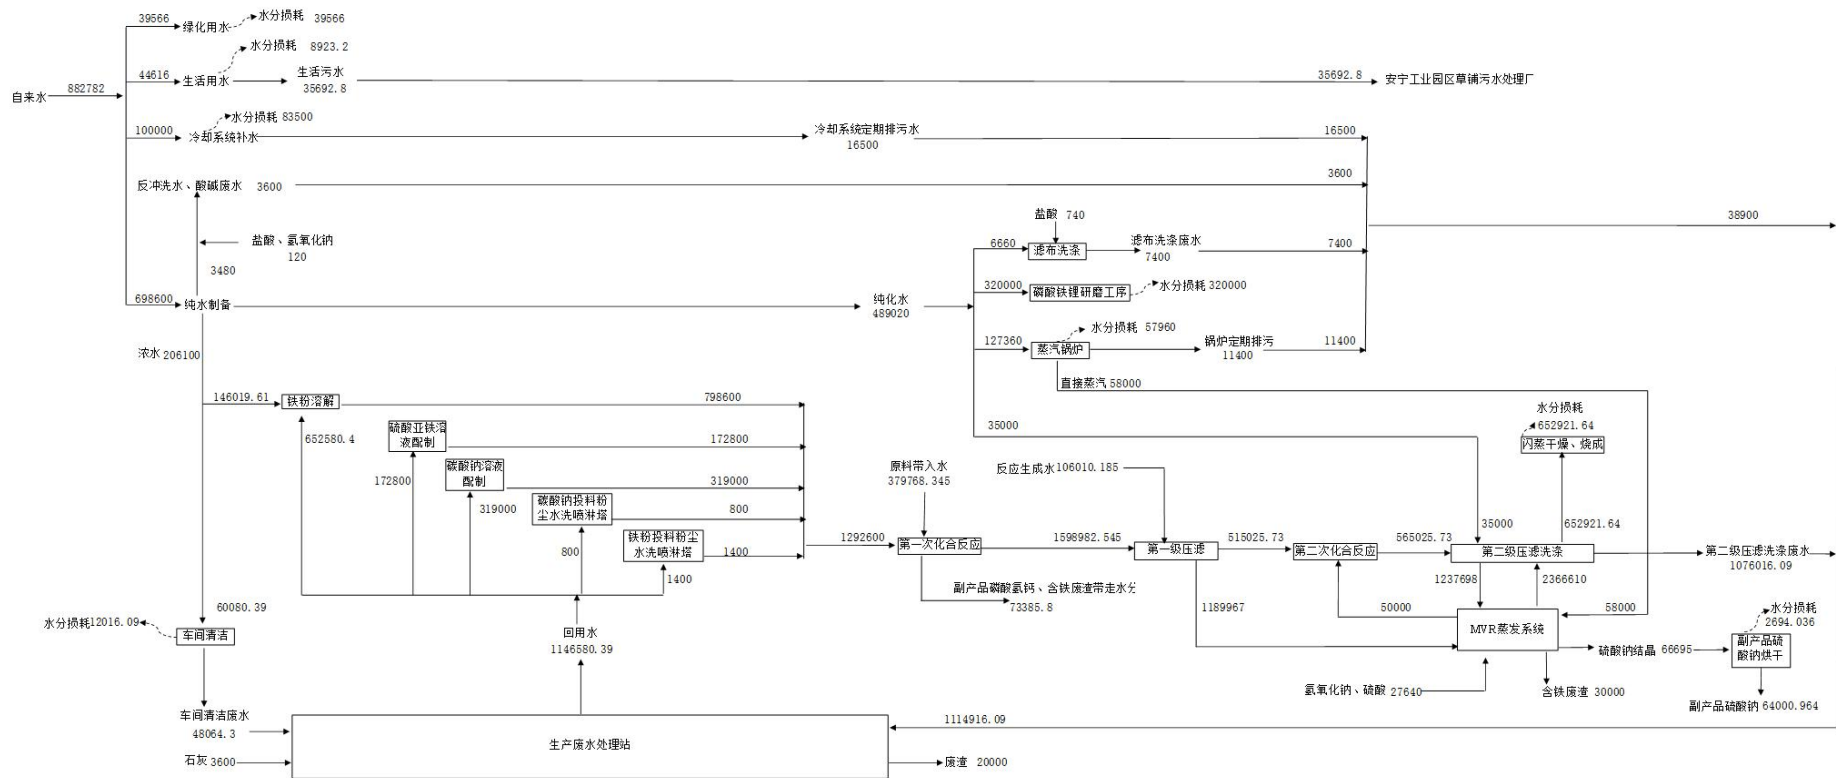 39566
绿化用水
水分损耗 39566
水分损耗 8923.2
自来水
882782
44616
生活用水
生活污水
35692.8
35692.8
安宁工业园区草铺污水处理厂
水分损耗 83500
100000
冷却系统补水
冷却系统定期排污水
16500
16500
反冲洗水、酸碱废水 3600
3600
盐酸 740
38900
盐酸、氢氧化钠
120
6660
滤布洗涤
滤布洗涤废水
7400
7400
3480
320000
磷酸铁锂研磨工序
水分损耗 320000
698600
纯水制备
纯化水
489020
水分损耗 57960
127360
蒸汽锅炉
锅炉定期排污
11400
11400
浓水 206100
直接蒸汽 58000
146019.61
铁粉溶解
798600
水分损耗
652921.64
652580.4
硫酸亚铁溶
液配制
172800
35000
闪蒸干燥、烧成
碳酸钠溶液
配制
原料带入水
379768.345
反应生成水106010.185
172800
319000
319000
碳酸钠投料粉
尘水洗喷淋塔
800
35000
652921.64
铁粉投料粉尘
水洗喷淋塔
1400
1292600
第一次化合反应
1598982.545
第一级压滤
515025.73
第二次化合反应
565025.73
第二级压滤洗涤
第二级压滤洗涤废水
1076016.09
800
1400
1237698
2366610
副产品磷酸氢钙、含铁废渣带走水分
73385.8
1189967
50000
58000
60080.39
水分损耗12016.09
车间清洁
回用水
1146580.39
MVR蒸发系统
水分损耗
2694.036
硫酸钠结晶 66695
副产品硫
酸钠烘干
氢氧化钠、硫酸 27640
含铁废渣 30000
副产品硫酸钠 64000.964
车间清洁废水
48064.3
1114916.09
生产废水处理站
石灰 3600
废渣 20000